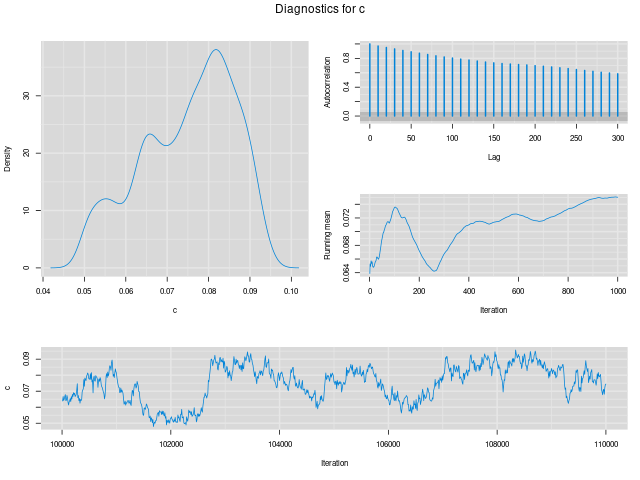 Diagnostics for c
Density
0 10 20 30
0.04 0.05 0.06 0.07 0.08 0.09 0.10
c
Autocorrelation
0.0 0.4 0.8
0 50 100 150 200 250 300
Lag
Running mean
0.064 0.068 0.072
0 200 400 600 800 1000
Iteration
c
0.05 0.07 0.09
100000 102000 104000 106000 108000 110000
Iteration